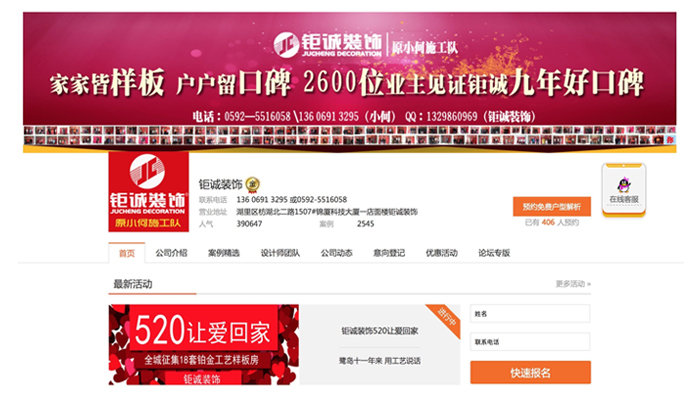 钜诚装饰 原小何施工队
JUCHENG DECORATION
家家皆样板 户户留口碑 2600位业主见证钜诚九年好口碑
电话：0592—5516058 \136 0691 3295（小何） QQ：1329860969（钜诚装饰）
钜诚装饰
JUCHENG DECORATION
原小何施工队
钜诚装饰
联系电话 136 0691 3295 或0592-5516058
营业地址 湖里区枋湖北二路1507#锦厦科技大厦一店面楼钜诚装饰
人气 390647 案例 2545
预约免费户型解析
已有 406 人预约
在线客服
首页 公司介绍 案例精选 设计师团队 公司动态 意向登记 优惠活动 论坛专版
最新活动 更多活动 »
520让爱回家
全城征集18套铂金工艺样板房
钜诚装饰
进行中
钜诚装饰520让爱回家
鹭岛十一年来 用工艺说话
姓名
联系电话
快速报名